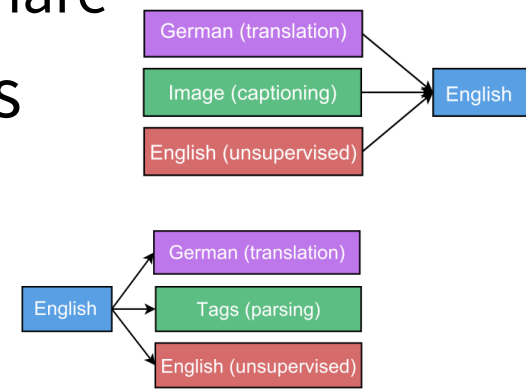 s
German (translation)
Image (captioning)
English
English (unsupervised)
German (translation)
English
Tags (parsing)
English (unsupervised)